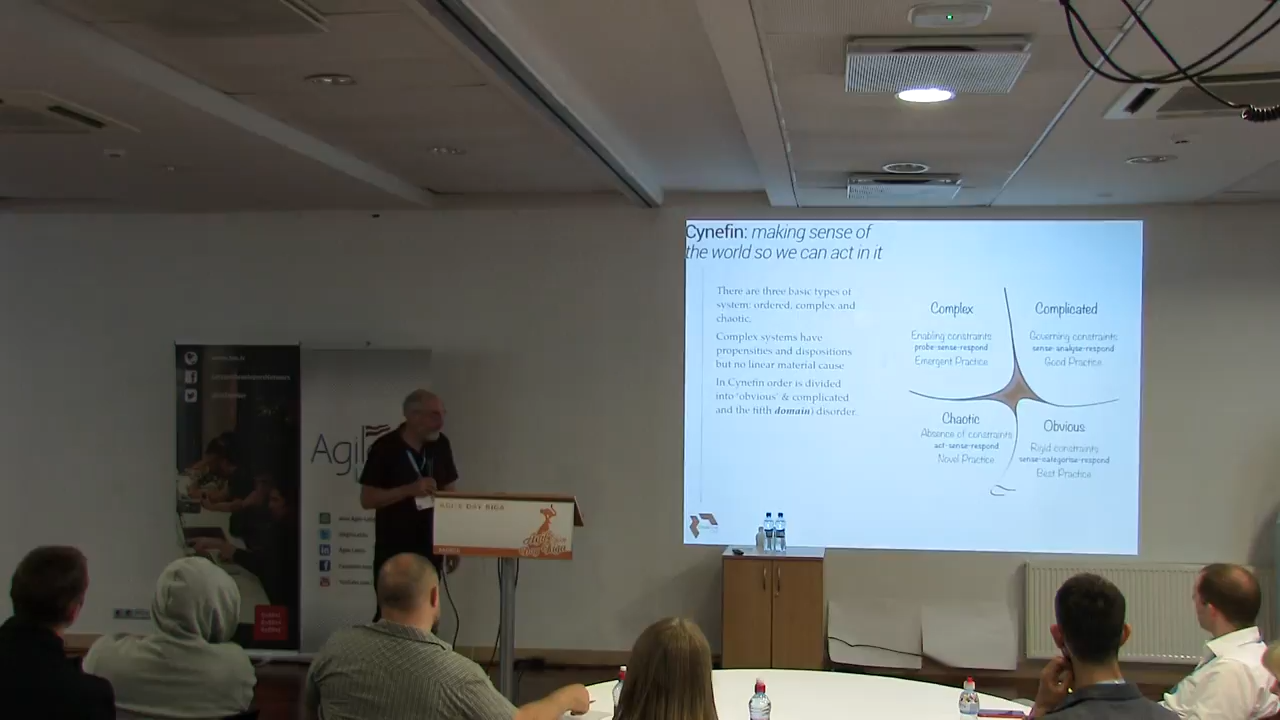 Cynefin: making sense of
the world so we can act in it
There are three basic types of
system: ordered, complex and
chaotic.
Complex systems have
propensities and dispositions
but no linear material cause
In Cynefin order is divided
into 'obvious' & complicated
and the fifth domain) disorder.
Complex
Enabling constraints
probe-sense-respond
Emergent Practice
Complicated
Governing constraints
sense-analyse-respond
Good Practice
Chaotic
Absence of constraints
act-sense-respond
Novel Practice
Obvious
Rigid constraints
sense-categorise-respond
Best Practice
Agil
AGILE DAY RIGA